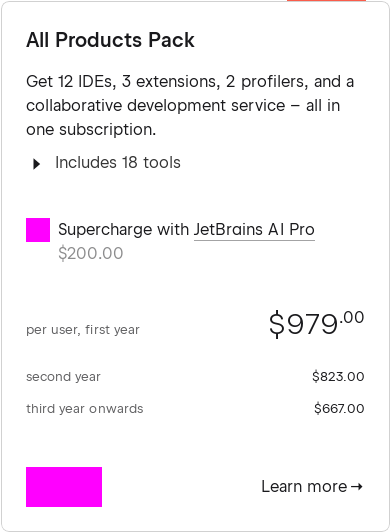 All Products Pack
Get 12 IDEs, 3 extensions, 2 profilers, and a
collaborative development service – all in
one subscription.
Includes 18 tools
Supercharge with JetBrains AI Pro
$200.00
per user, first year $979.00
second year $823.00
third year onwards $667.00
Learn more →